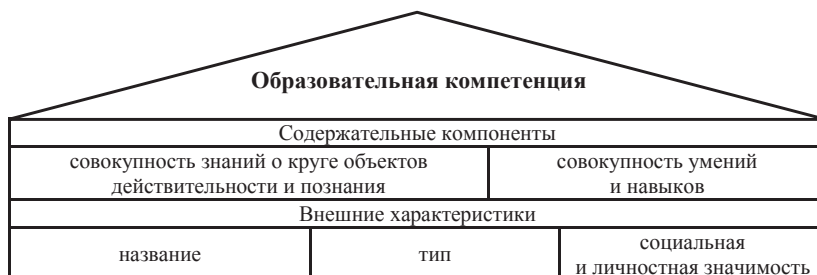 Образовательная компетенция
Содержательные компоненты
совокупность знаний о круге объектов
действительности и познания
совокупность умений
и навыков
Внешние характеристики
название
тип
социальная
и личностная значимость